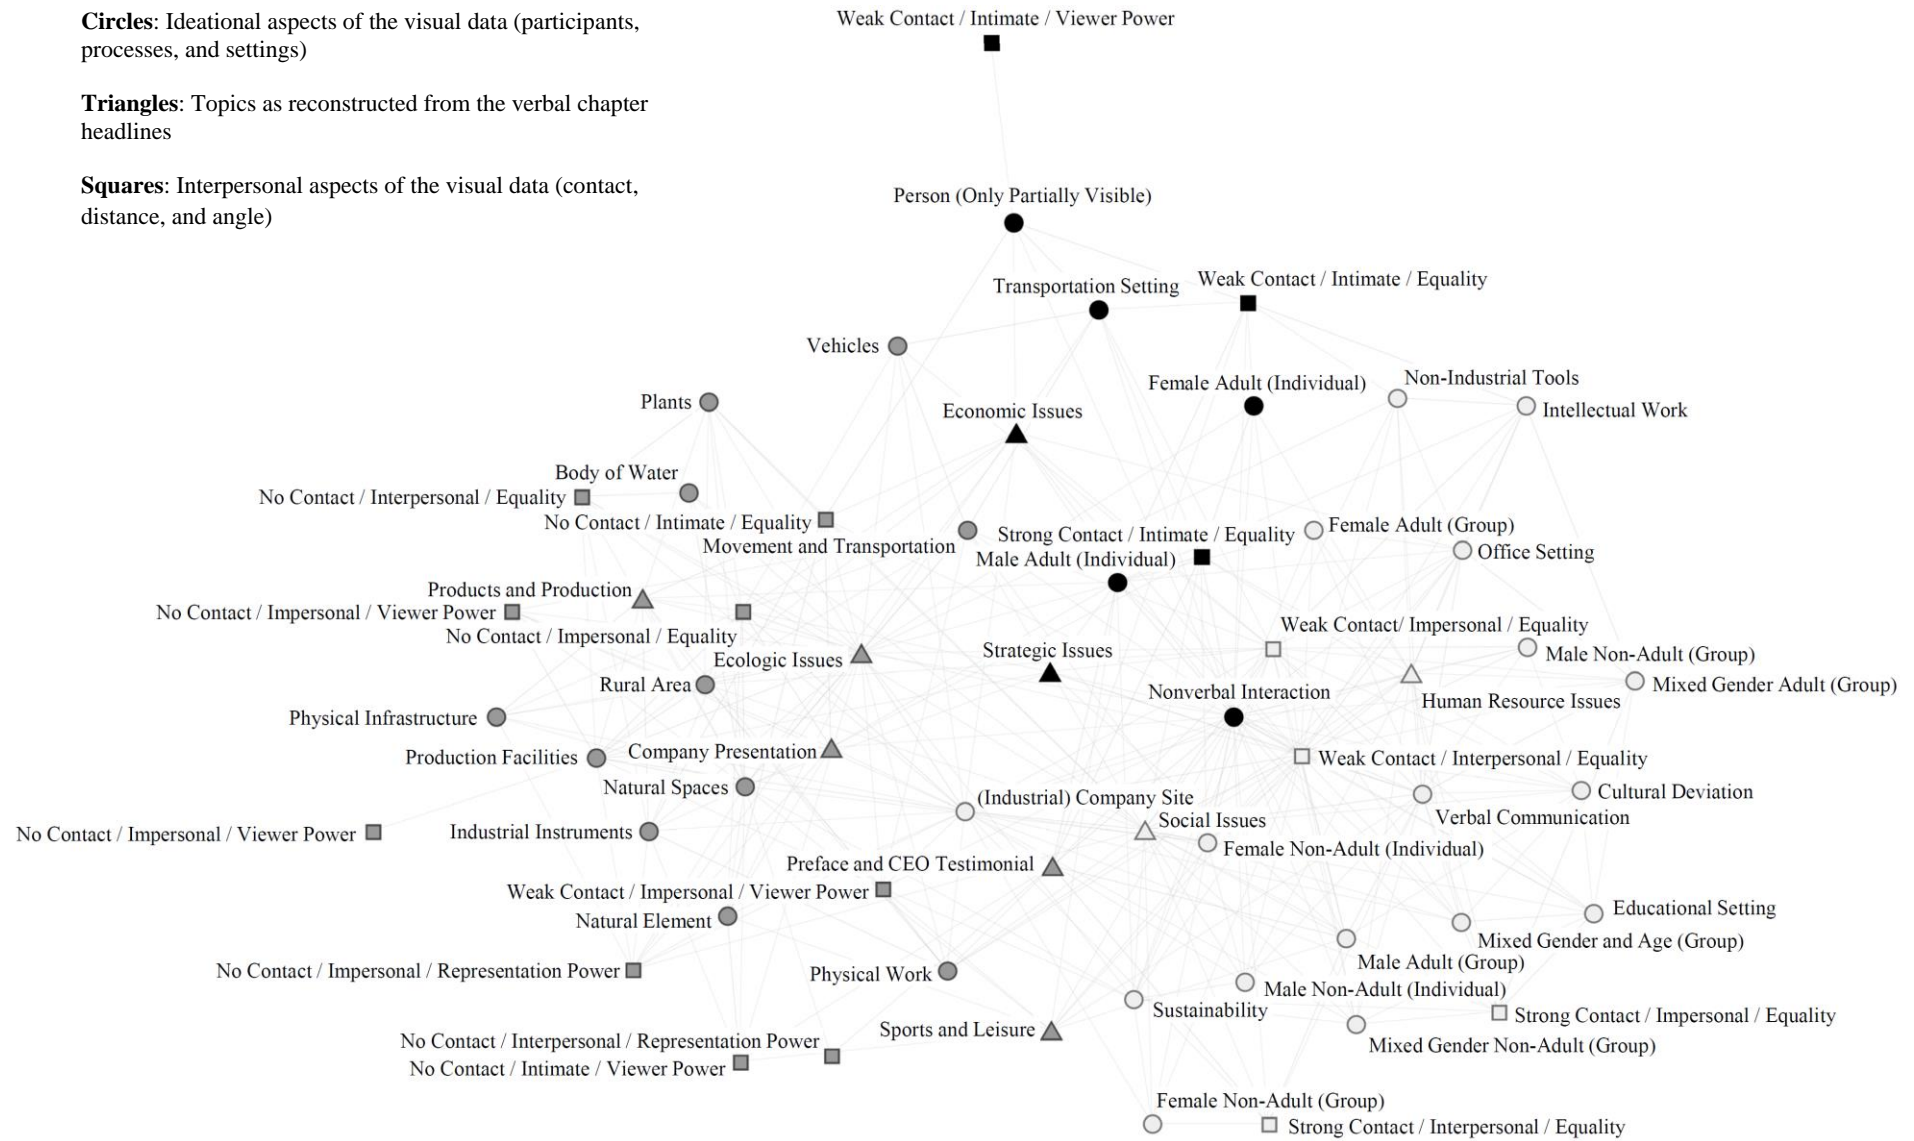 Circles: Ideational aspects of the visual data (participants,
processes, and settings)
Triangles: Topics as reconstructed from the verbal chapter
headlines
Squares: Interpersonal aspects of the visual data (contact,
distance, and angle)
Weak Contact / Intimate / Viewer Power
Person (Only Partially Visible)
Transportation Setting
Weak Contact / Intimate / Equality
Vehicles
Female Adult (Individual)
Non-Industrial Tools
Plants
Economic Issues
Intellectual Work
Body of Water
No Contact / Interpersonal / Equality
No Contact / Intimate / Equality
Movement and Transportation
Strong Contact / Intimate / Equality
Female Adult (Group)
Male Adult (Individual)
Office Setting
Products and Production
No Contact / Impersonal / Viewer Power
No Contact / Impersonal / Equality
Weak Contact/ Impersonal / Equality
Ecologic Issues
Strategic Issues
Male Non-Adult (Group)
Rural Area
Nonverbal Interaction
Mixed Gender Adult (Group)
Human Resource Issues
Physical Infrastructure
Production Facilities
Company Presentation
Weak Contact / Interpersonal / Equality
Natural Spaces
(Industrial) Company Site
Cultural Deviation
Verbal Communication
No Contact / Impersonal / Viewer Power
Industrial Instruments
Social Issues
Female Non-Adult (Individual)
Preface and CEO Testimonial
Weak Contact / Impersonal / Viewer Power
Natural Element
Educational Setting
Mixed Gender and Age (Group)
Male Adult (Group)
No Contact / Impersonal / Representation Power
Physical Work
Male Non-Adult (Individual)
Sustainability
Strong Contact / Impersonal / Equality
Sports and Leisure
Mixed Gender Non-Adult (Group)
No Contact / Interpersonal / Representation Power
No Contact / Intimate / Viewer Power
Female Non-Adult (Group)
Strong Contact / Interpersonal / Equality